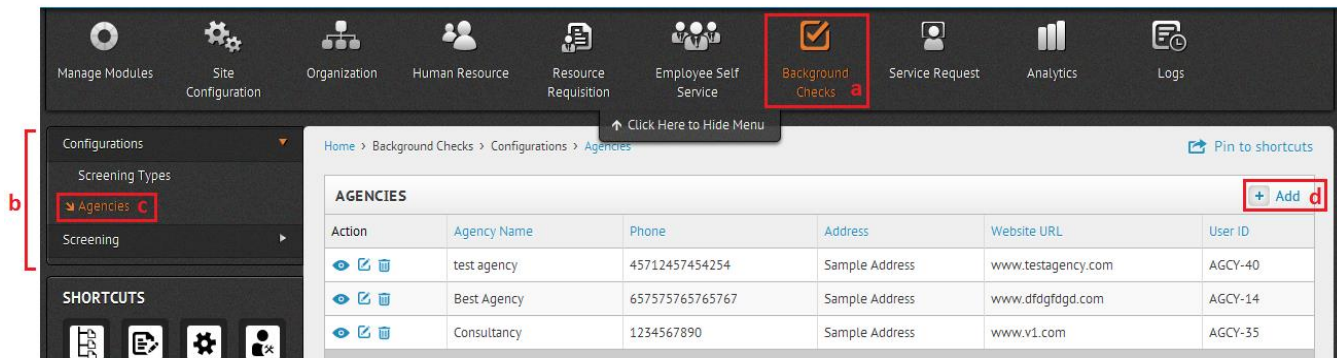 Manage Modules
Site Configuration
Organization
Human Resource
Resource Requisition
Employee Self Service
Background Checks
a
Service Request
Analytics
Logs
Click Here to Hide Menu
b
Configurations
Screening Types
Agencies c
Screening
SHORTCUTS
Home > Background Checks > Configurations > Agencies
Pin to shortcuts
AGENCIES
+ Add d
Action Agency Name Phone Address Website URL User ID
test agency 45712457454254 Sample Address www.testagency.com AGCY-40
Best Agency 657575765765767 Sample Address www.dfdgfdgd.com AGCY-14
Consultancy 1234567890 Sample Address www.v1.com AGCY-35